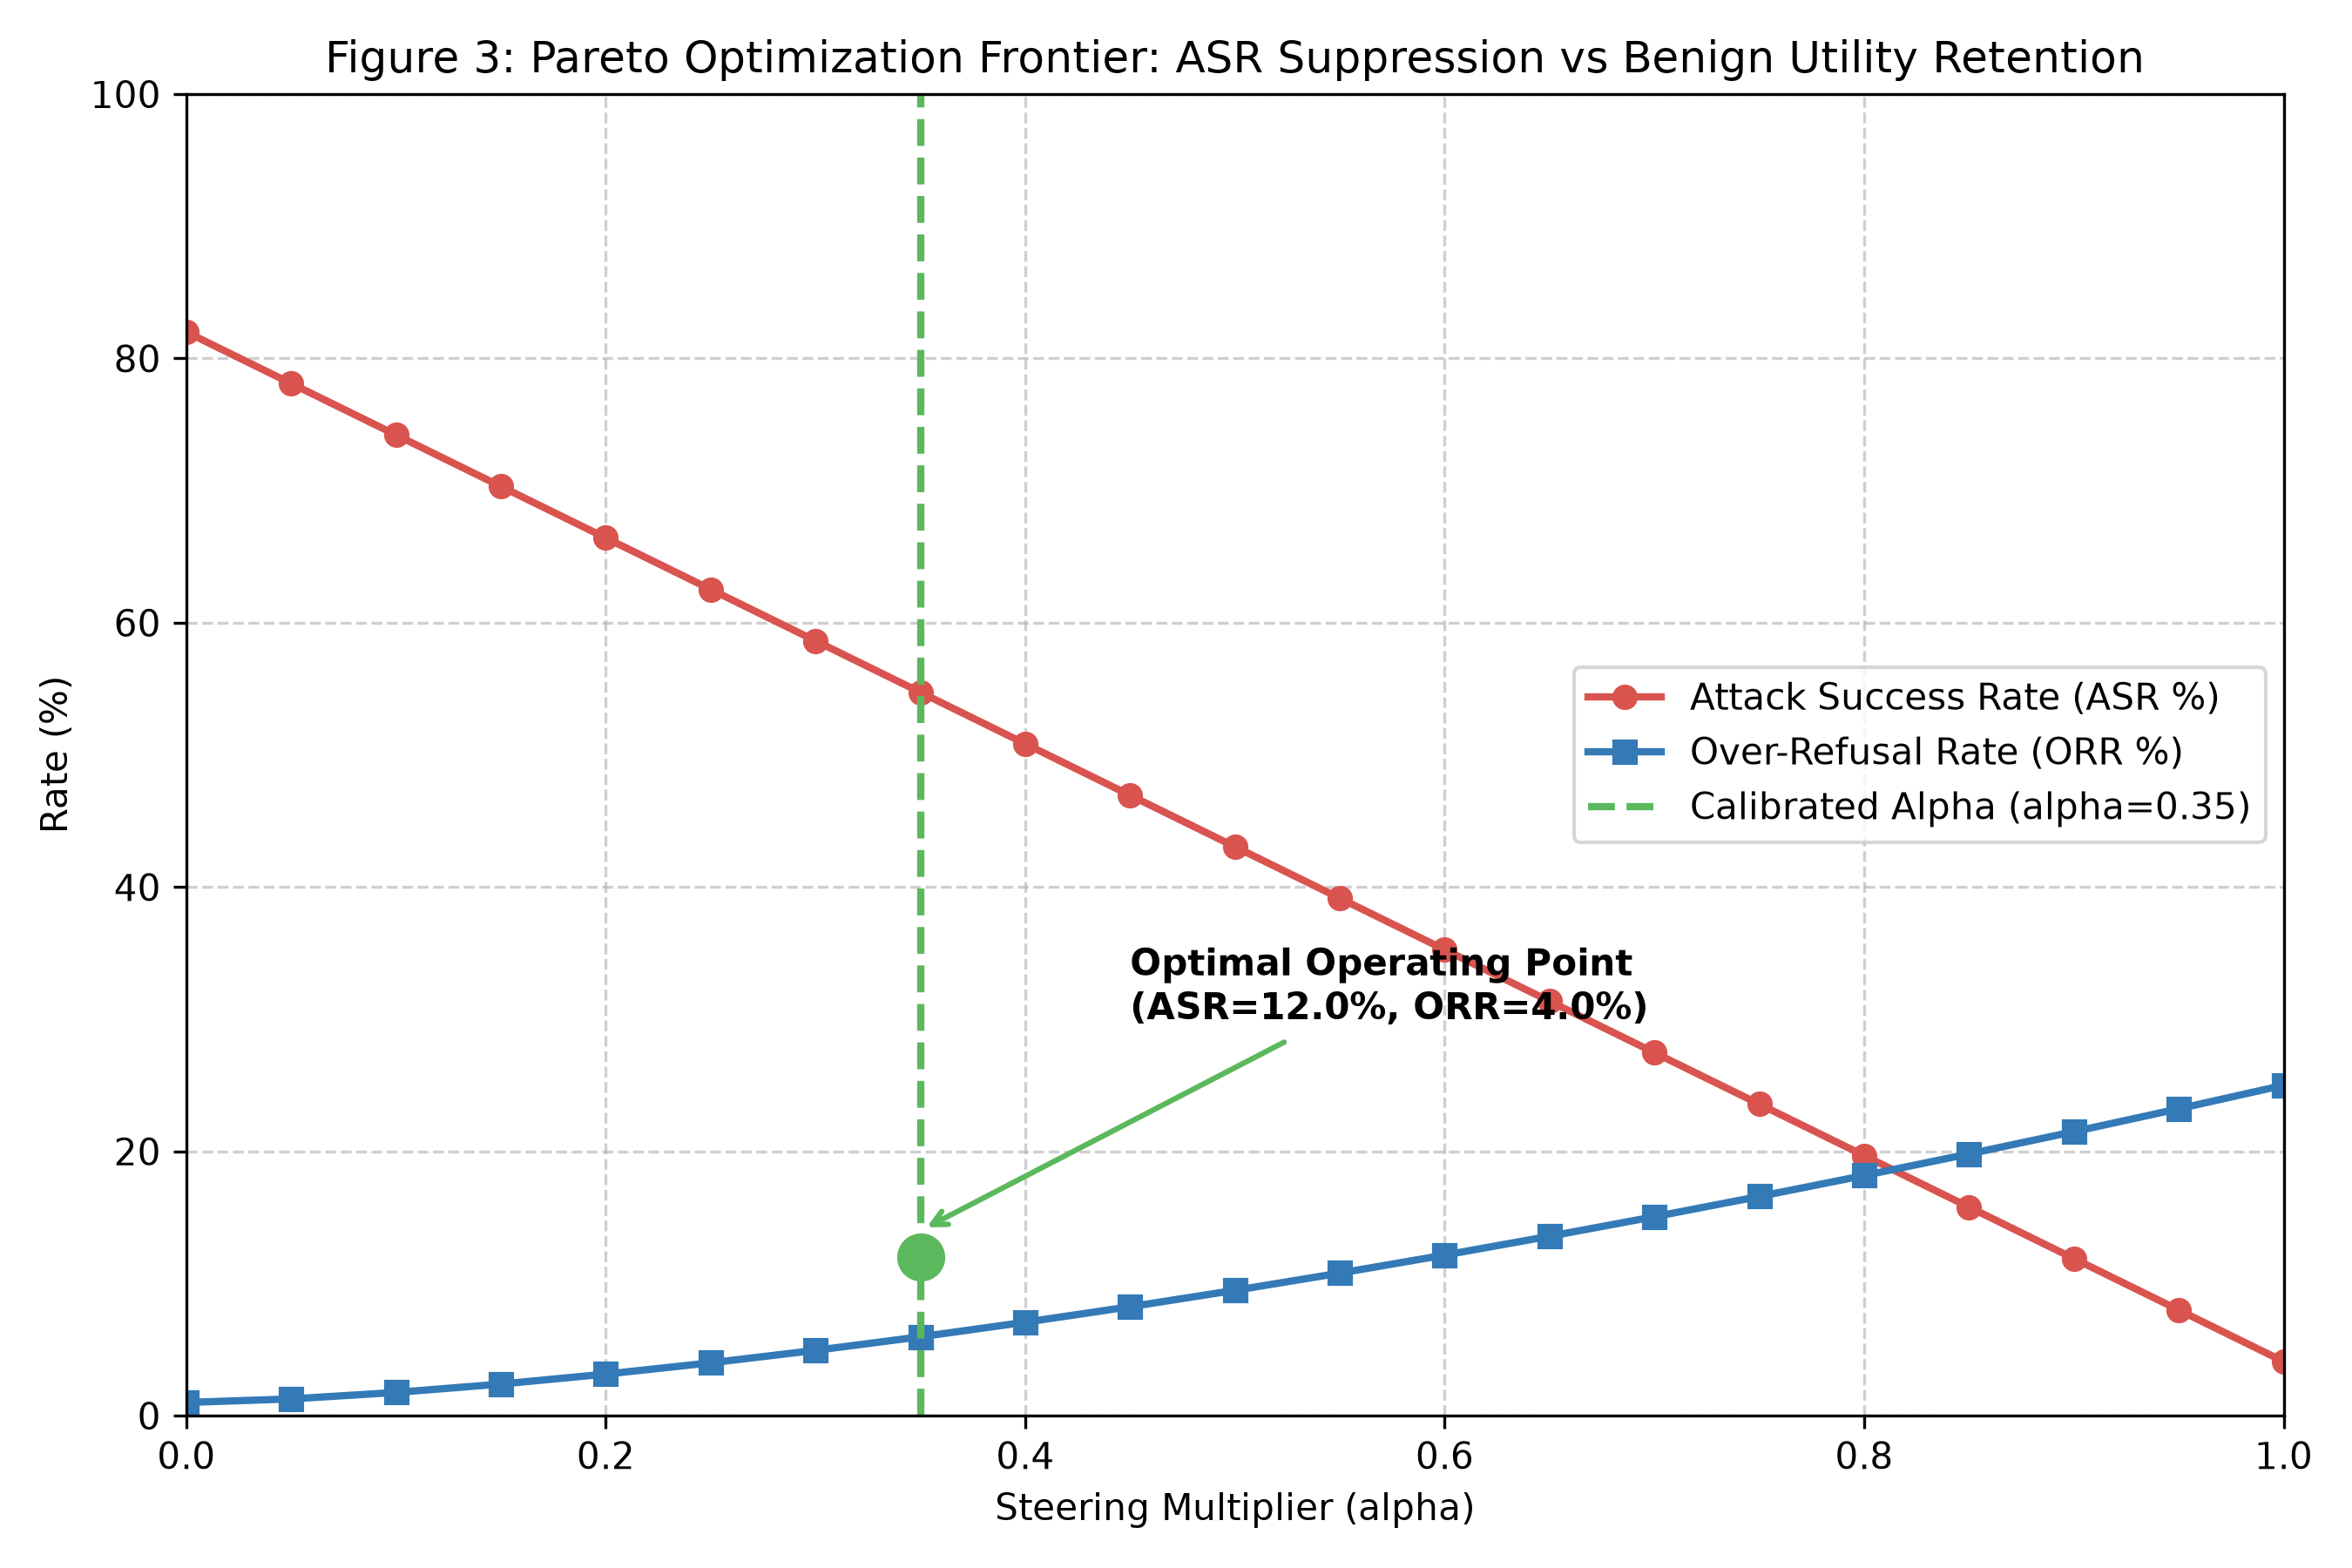 Figure 3: Pareto Optimization Frontier: ASR Suppression vs Benign Utility Retention
100
80
60
40
20
0
Rate (%)
Attack Success Rate (ASR %)
Over-Refusal Rate (ORR %)
Calibrated Alpha (alpha=0.35)
Optimal Operating Point
(ASR=12.0%, ORR=4.0%)
0.0 0.2 0.4 0.6 0.8 1.0
Steering Multiplier (alpha)